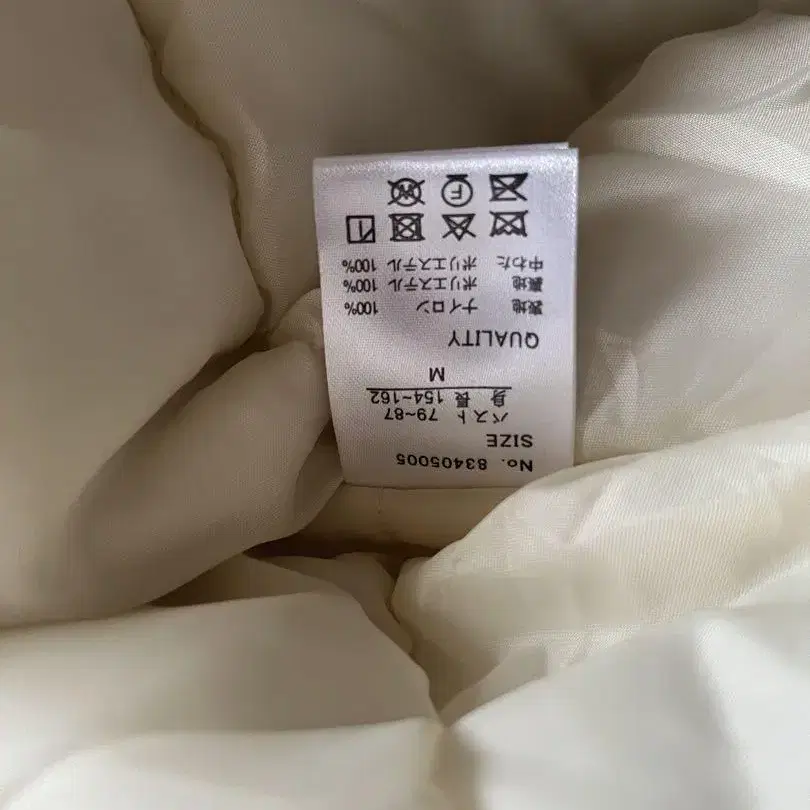 No. 83405005
SIZE
バスト 79~87
身長 154~162
M
QUALITY
表地 ナイロン 100%
裏地 ポリエステル 100%
中わた ポリエステル 100%
F
W